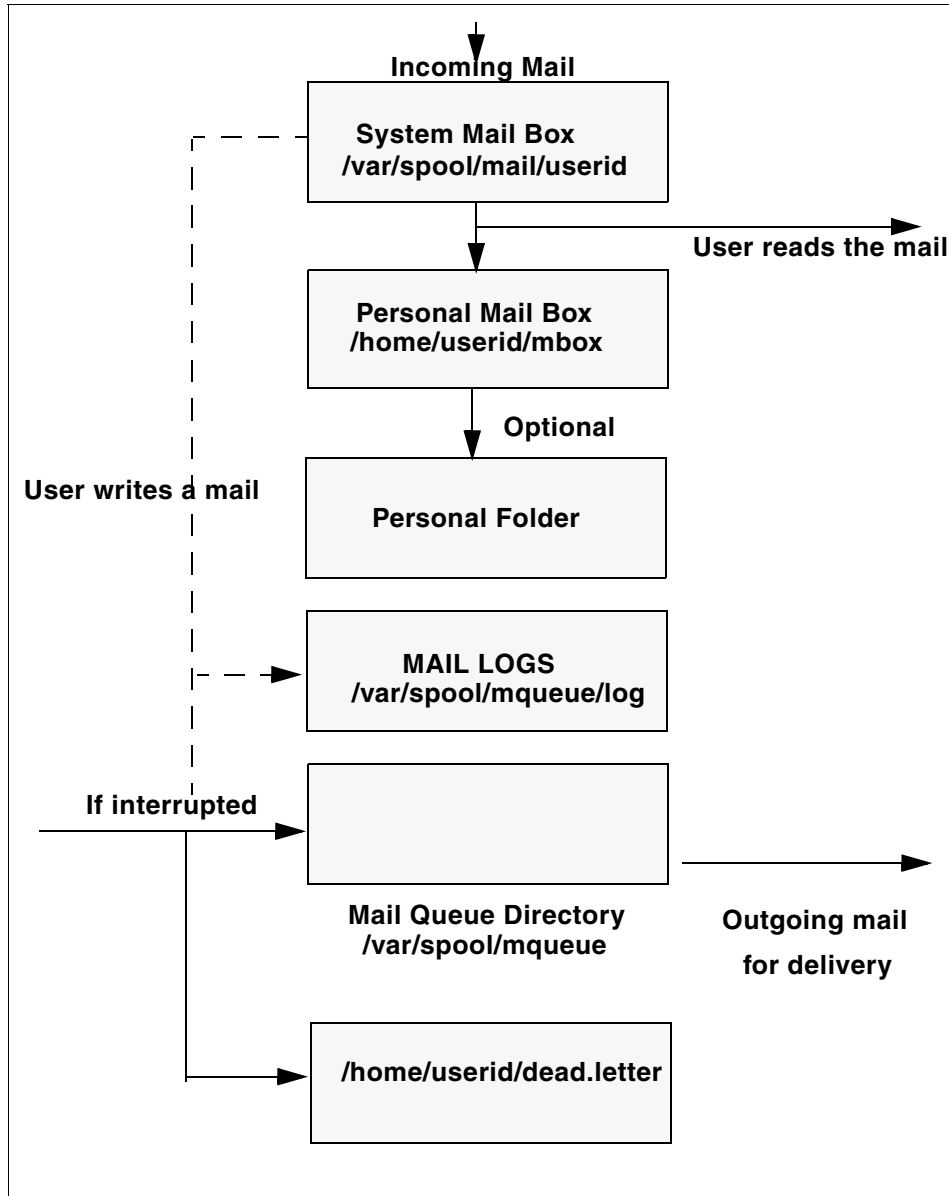 Incoming Mail
System Mail Box
/var/spool/mail/userid
User reads the mail
Personal Mail Box
/home/userid/mbox
Optional
User writes a mail
Personal Folder
MAIL LOGS
/var/spool/mqueue/log
If interrupted
Mail Queue Directory
/var/spool/mqueue
Outgoing mail
for delivery
/home/userid/dead.letter